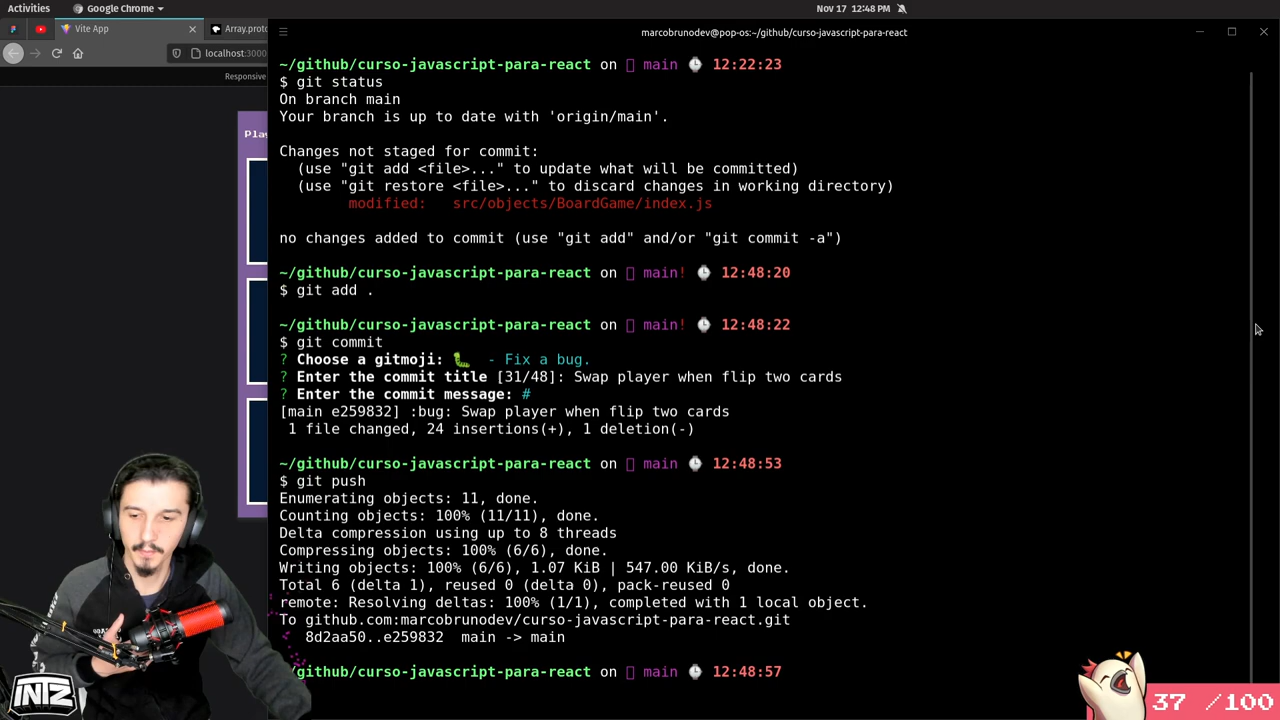 Activities
Google Chrome
Nov 17 12:48 PM
Vite App
Array.proto
localhost:3000
Responsive
Play
marcobrunodev@pop-os:~/github/curso-javascript-para-react
~/github/curso-javascript-para-react on main 12:22:23
$ git status
On branch main
Your branch is up to date with 'origin/main'.
Changes not staged for commit:
(use "git add <file>..." to update what will be committed)
(use "git restore <file>..." to discard changes in working directory)
modified: src/objects/BoardGame/index.js
no changes added to commit (use "git add" and/or "git commit -a")
~/github/curso-javascript-para-react on main! 12:48:20
$ git add .
~/github/curso-javascript-para-react on main! 12:48:22
$ git commit
? Choose a gitmoji: 🐛 - Fix a bug.
? Enter the commit title [31/48]: Swap player when flip two cards
? Enter the commit message: #
[main e259832] :bug: Swap player when flip two cards
1 file changed, 24 insertions(+), 1 deletion(-)
~/github/curso-javascript-para-react on main 12:48:53
$ git push
Enumerating objects: 11, done.
Counting objects: 100% (11/11), done.
Delta compression using up to 8 threads
Compressing objects: 100% (6/6), done.
Writing objects: 100% (6/6), 1.07 KiB | 547.00 KiB/s, done.
Total 6 (delta 1), reused 0 (delta 0), pack-reused 0
remote: Resolving deltas: 100% (1/1), completed with 1 local object.
To github.com:marcobrunodev/curso-javascript-para-react.git
8d2aa50..e259832 main -> main
/github/curso-javascript-para-react on main 12:48:57
INTZ
37 /100